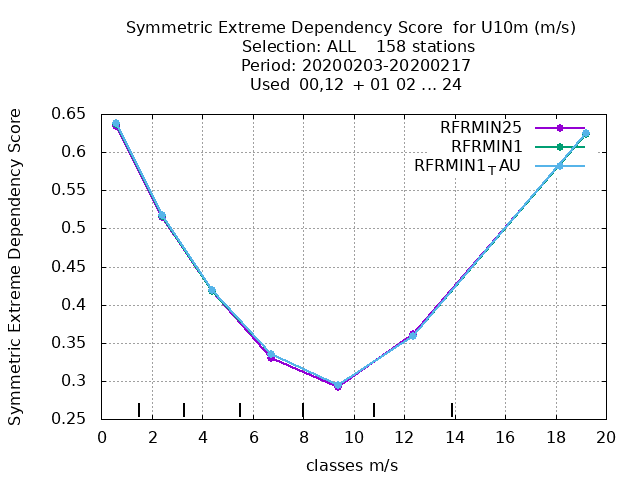 Symmetric Extreme Dependency Score  for U10m (m/s)
Selection: ALL    158 stations
Period: 20200203-20200217
Used  00,12  + 01 02 ... 24
RFRMIN25
RFRMIN1
RFRMIN1TAU
Symmetric Extreme Dependency Score
0.65
0.6
0.55
0.5
0.45
0.4
0.35
0.3
0.25
0 2 4 6 8 10 12 14 16 18 20
classes m/s